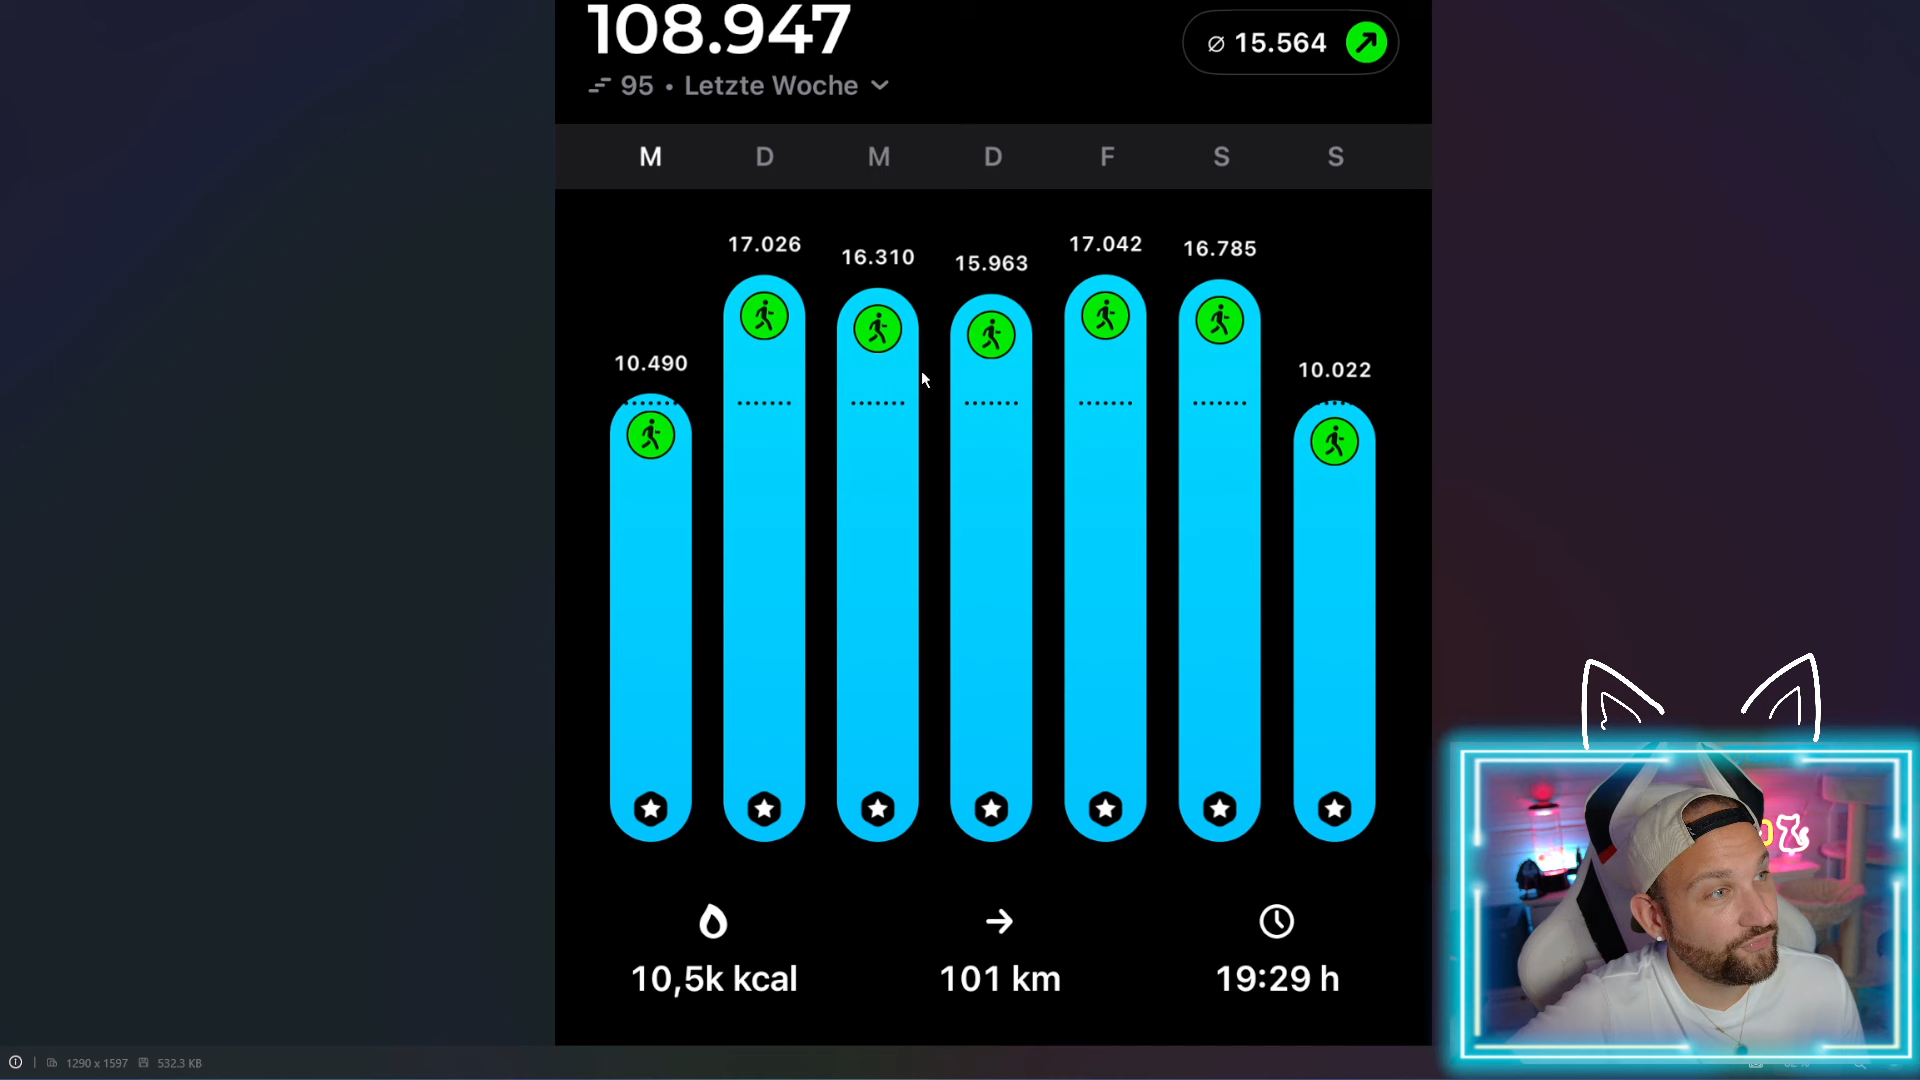 108.947
Ø 15.564
95 • Letzte Woche
M D M D F S S
17.026
16.310
15.963
17.042
16.785
10.490
10.022
10,5k kcal
101 km
19:29 h
1290 x 1597 532.3 KB